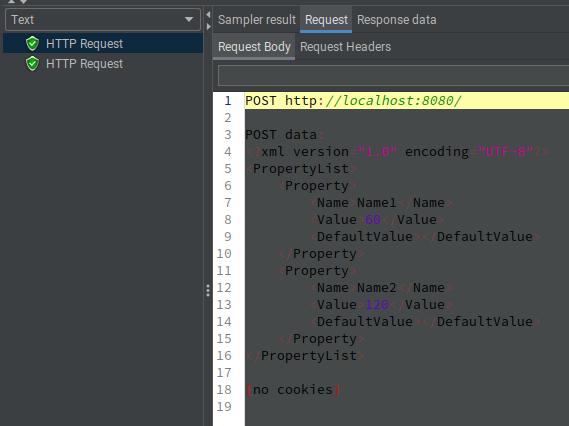 Text
HTTP Request
HTTP Request
Sampler result Request Response data
Request Body Request Headers
1 POST http://localhost:8080/
2
3 POST data:
4 <?xml version="1.0" encoding="UTF-8"?>
5 <PropertyList>
6 <Property>
7 <Name>Name1</Name>
8 <Value>60</Value>
9 <DefaultValue></DefaultValue>
10 </Property>
11 <Property>
12 <Name>Name2</Name>
13 <Value>120</Value>
14 <DefaultValue></DefaultValue>
15 </Property>
16 </PropertyList>
17
18 [no cookies]
19